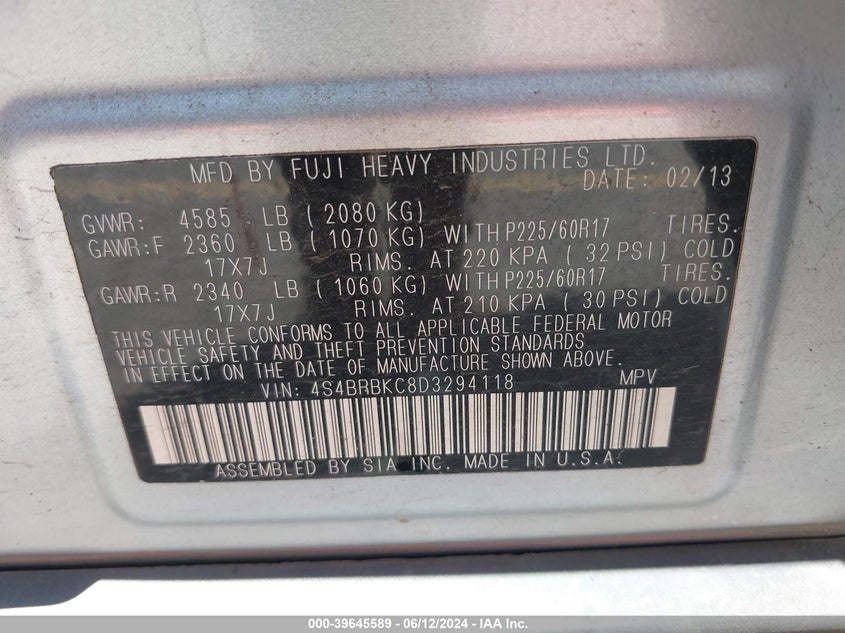 MFD BY FUJI HEAVY INDUSTRIES LTD.
DATE: 02/13
GVWR: 4585 LB ( 2080 KG)
GAWR:F 2360 LB ( 1070 KG) WITH P225/60R17 TIRES.
17X7J RIMS. AT 220 KPA ( 32 PSI) COLD
GAWR:R 2340 LB ( 1060 KG) WITH P225/60R17 TIRES.
17X7J RIMS. AT 210 KPA ( 30 PSI) COLD
THIS VEHICLE CONFORMS TO ALL APPLICABLE FEDERAL MOTOR
VEHICLE SAFETY AND THEFT PREVENTION STANDARDS
IN EFFECT ON THE DATE OF MANUFACTURE SHOWN ABOVE.
VIN: 4S4BRBKC8D3294118 MPV
ASSEMBLED BY SIA INC. MADE IN U.S.A.
000-39645589 - 06/12/2024 - IAA Inc.